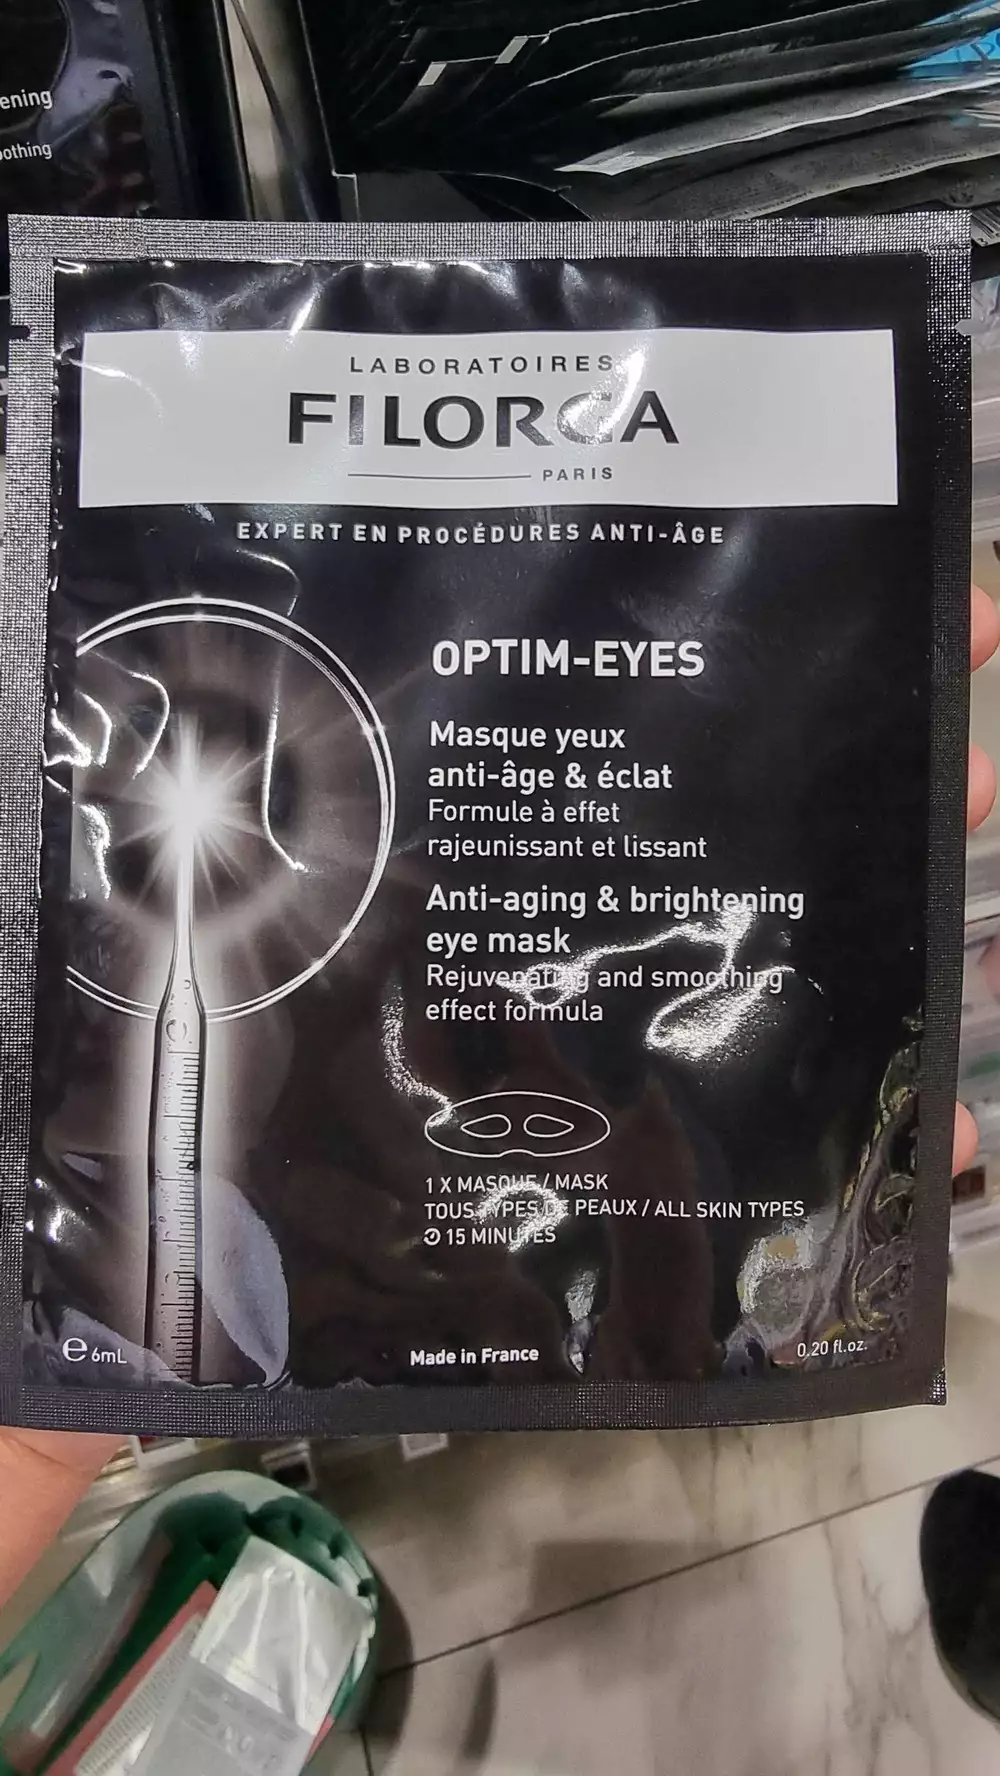 ening
oothing
LABORATOIRES
FILORGA
PARIS
EXPERT EN PROCÉDURES ANTI-ÂGE
OPTIM-EYES
Masque yeux
anti-âge & éclat
Formule à effet
rajeunissant et lissant
Anti-aging & brightening
eye mask
Rejuvenating and smoothing
effect formula
1 X MASQUE / MASK
TOUS TYPES DE PEAUX / ALL SKIN TYPES
15 MINUTES
℮ 6mL
Made in France
0.20 fl.oz.